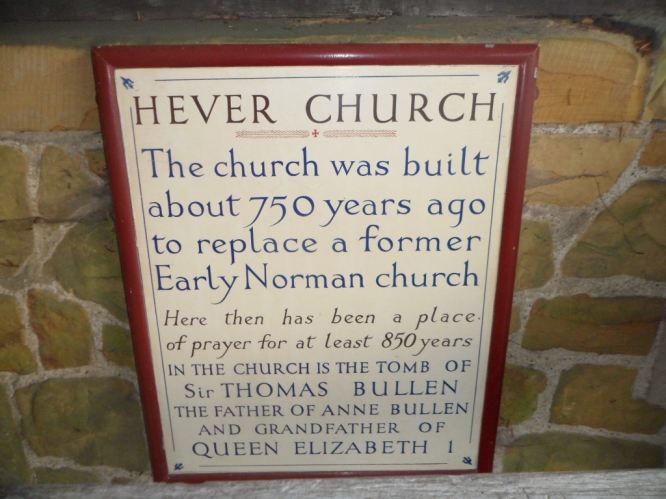 HEVER CHURCH
The church was built
about 750 years ago
to replace a former
Early Norman church
Here then has been a place
of prayer for at least 850 years
IN THE CHURCH IS THE TOMB OF
Sir THOMAS BULLEN
THE FATHER OF ANNE BULLEN
AND GRANDFATHER OF
QUEEN ELIZABETH 1